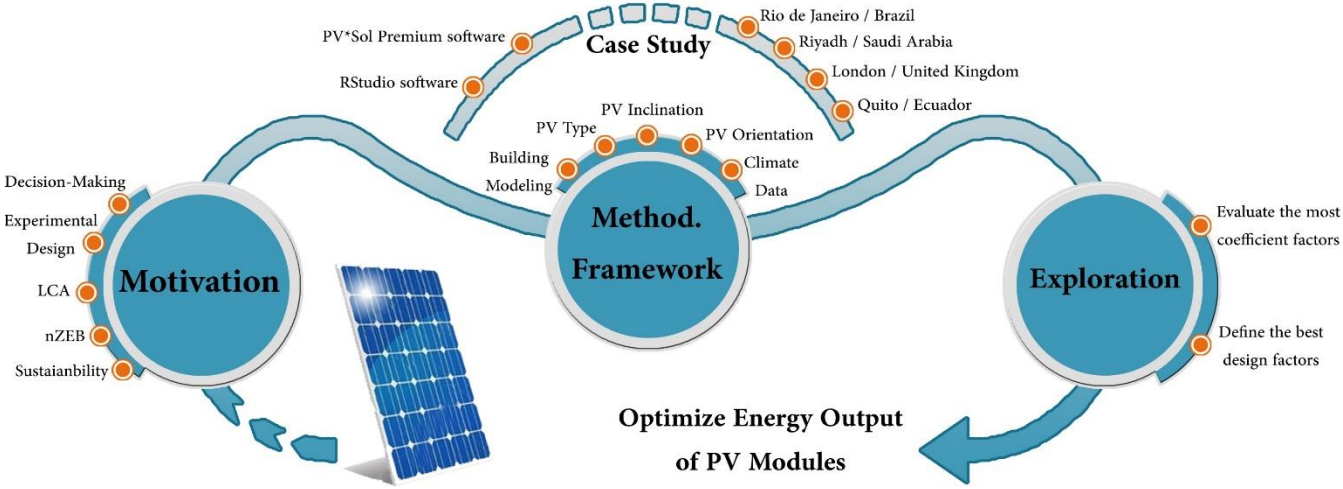 PV*Sol Premium software
RStudio software
Case Study
Rio de Janeiro / Brazil
Riyadh / Saudi Arabia
London / United Kingdom
Quito / Ecuador
Decision-Making
Experimental
Design
LCA
nZEB
Sustaianbility
Motivation
Building
Modeling
PV Type
PV Inclination
PV Orientation
Climate
Data
Method.
Framework
Exploration
Evaluate the most
coefficient factors
Define the best
design factors
Optimize Energy Output
of PV Modules